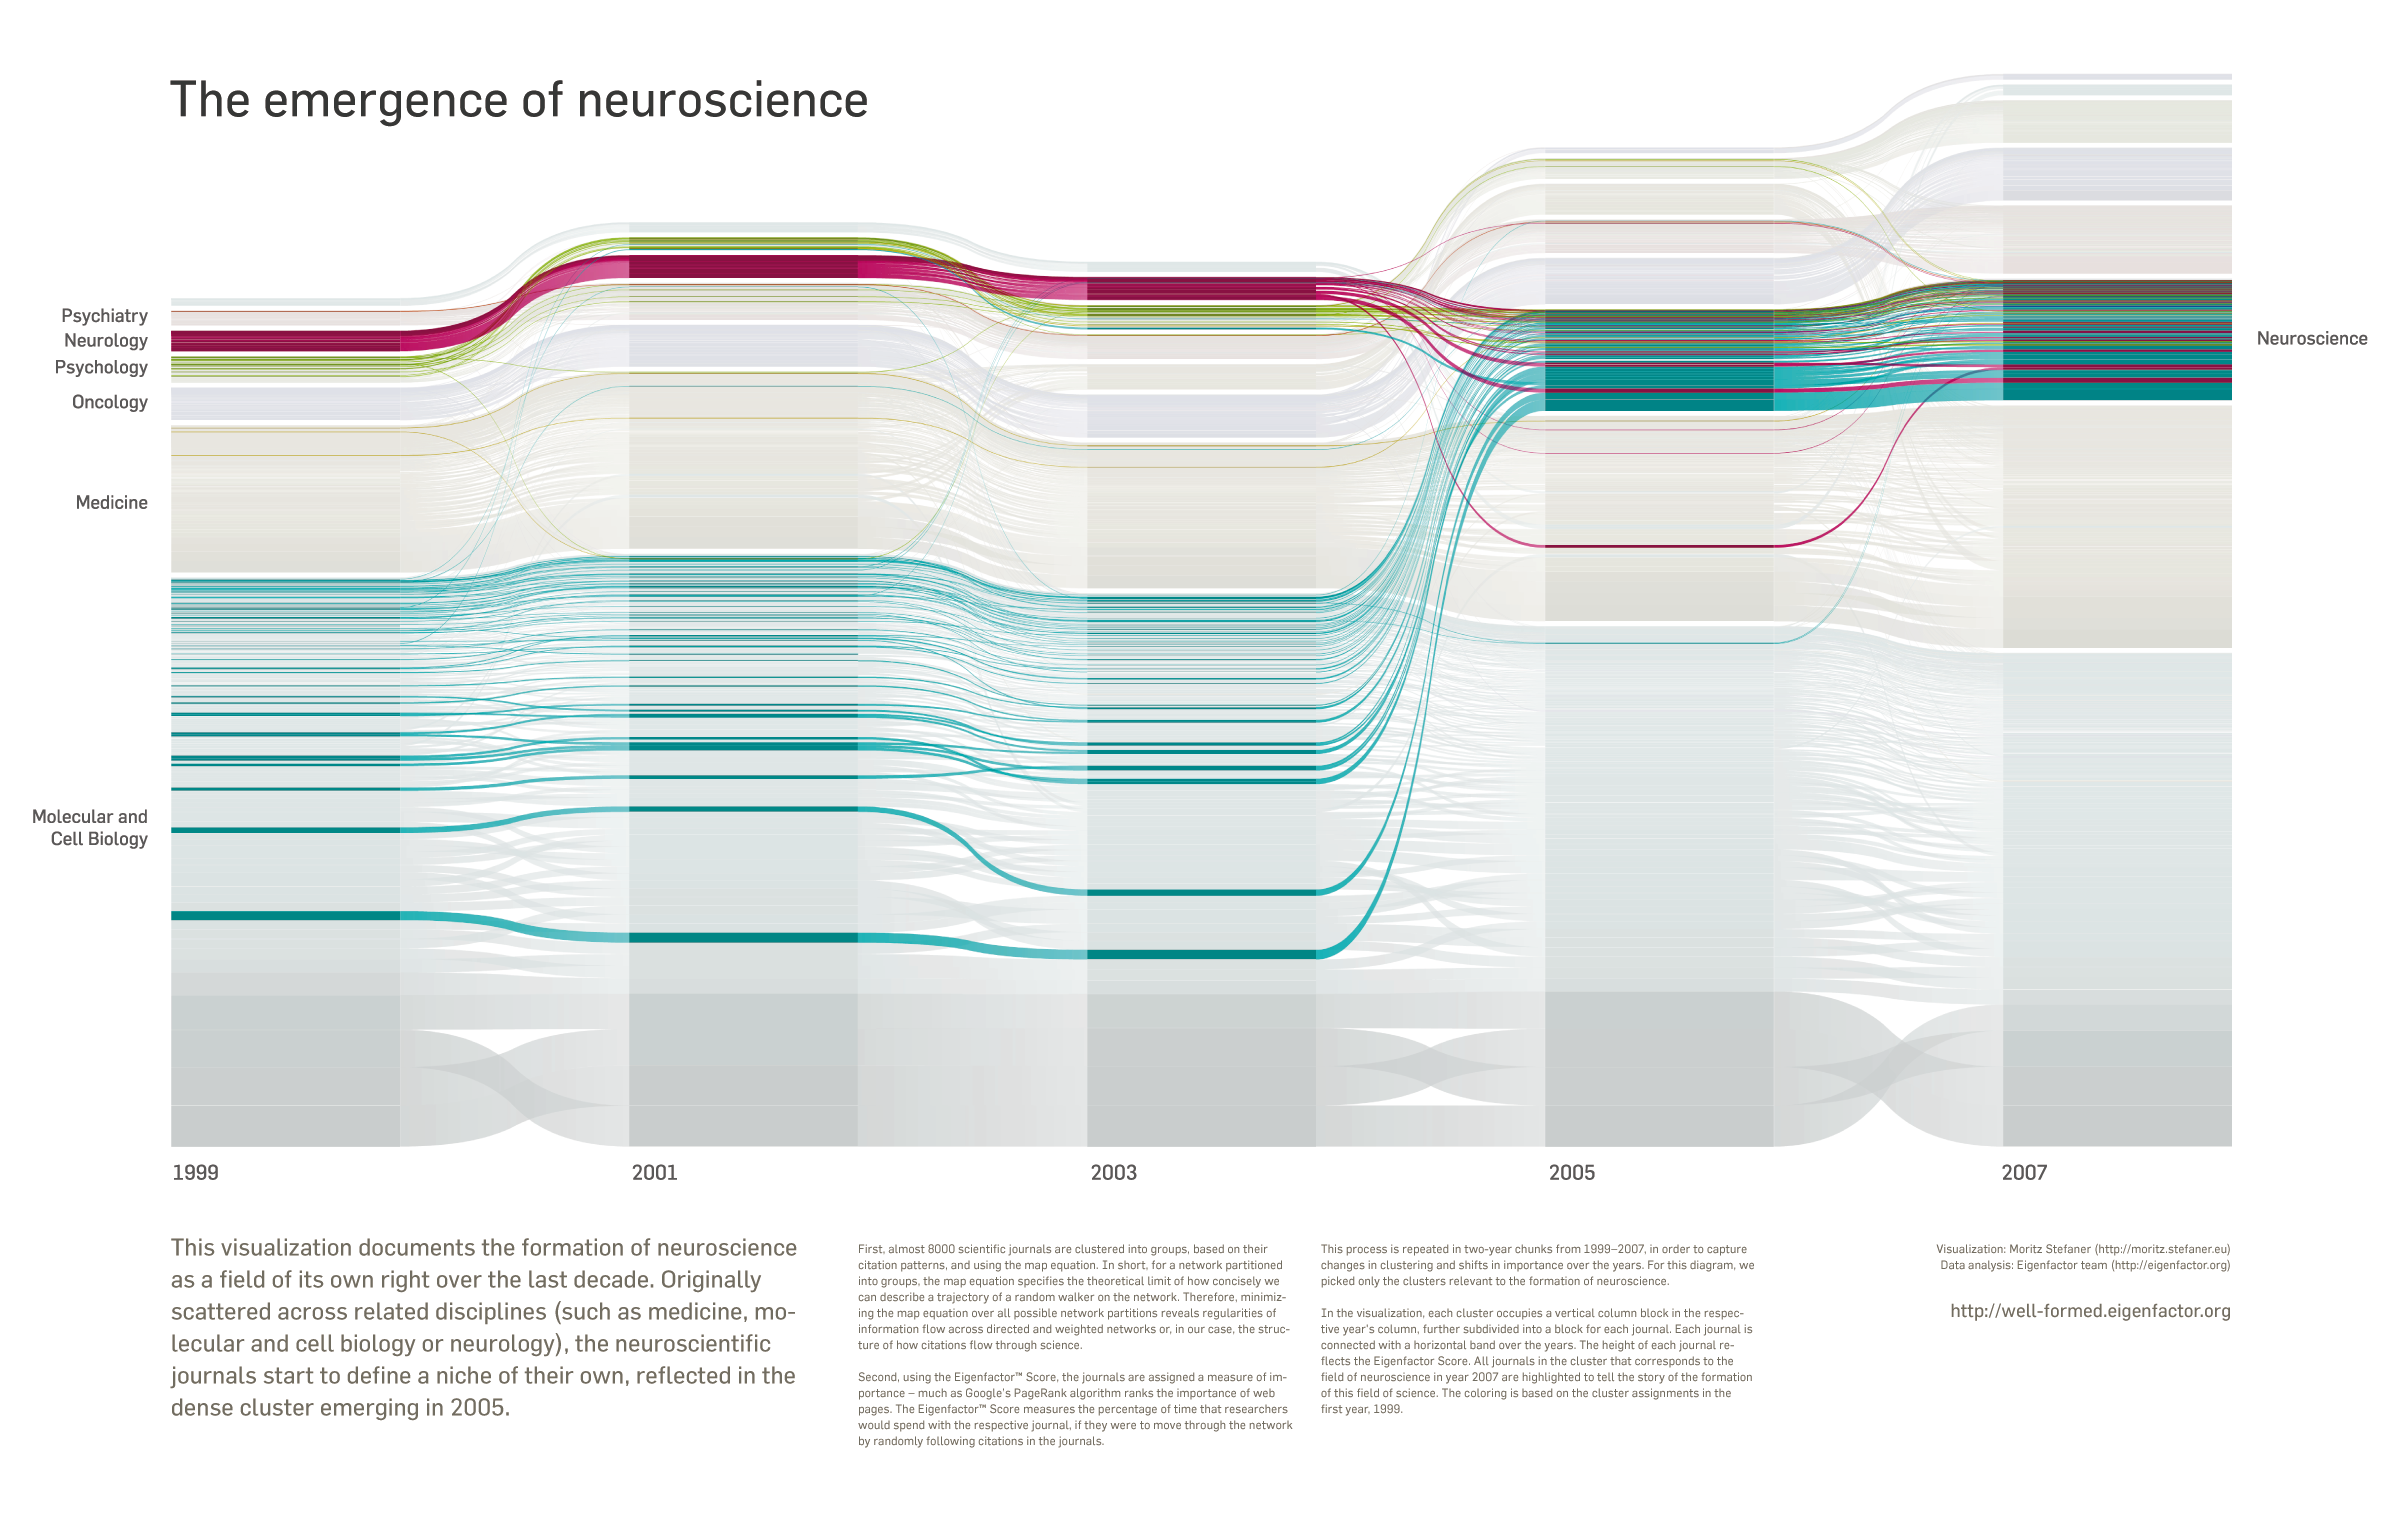 The emergence of neuroscience
Psychiatry
Neurology
Psychology
Oncology
Medicine
Molecular and
Cell Biology
Neuroscience
1999
2001
2003
2005
2007
This visualization documents the formation of neuroscience
as a field of its own right over the last decade. Originally
scattered across related disciplines (such as medicine, mo-
lecular and cell biology or neurology), the neuroscientific
journals start to define a niche of their own, reflected in the
dense cluster emerging in 2005.
First, almost 8000 scientific journals are clustered into groups, based on their
citation patterns, and using the map equation. In short, for a network partitioned
into groups, the map equation specifies the theoretical limit of how concisely we
can describe a trajectory of a random walker on the network. Therefore, minimiz-
ing the map equation over all possible network partitions reveals regularities of
information flow across directed and weighted networks or, in our case, the struc-
ture of how citations flow through science.
Second, using the Eigenfactor™ Score, the journals are assigned a measure of im-
portance – much as Google's PageRank algorithm ranks the importance of web
pages. The Eigenfactor™ Score measures the percentage of time that researchers
would spend with the respective journal, if they were to move through the network
by randomly following citations in the journals.
This process is repeated in two-year chunks from 1999–2007, in order to capture
changes in clustering and shifts in importance over the years. For this diagram, we
picked only the clusters relevant to the formation of neuroscience.
In the visualization, each cluster occupies a vertical column block in the respec-
tive year's column, further subdivided into a block for each journal. Each journal is
connected with a horizontal band over the years. The height of each journal re-
flects the Eigenfactor Score. All journals in the cluster that corresponds to the
field of neuroscience in year 2007 are highlighted to tell the story of the formation
of this field of science. The coloring is based on the cluster assignments in the
first year, 1999.
Visualization: Moritz Stefaner (http://moritz.stefaner.eu)
Data analysis: Eigenfactor team (http://eigenfactor.org)
http://well-formed.eigenfactor.org